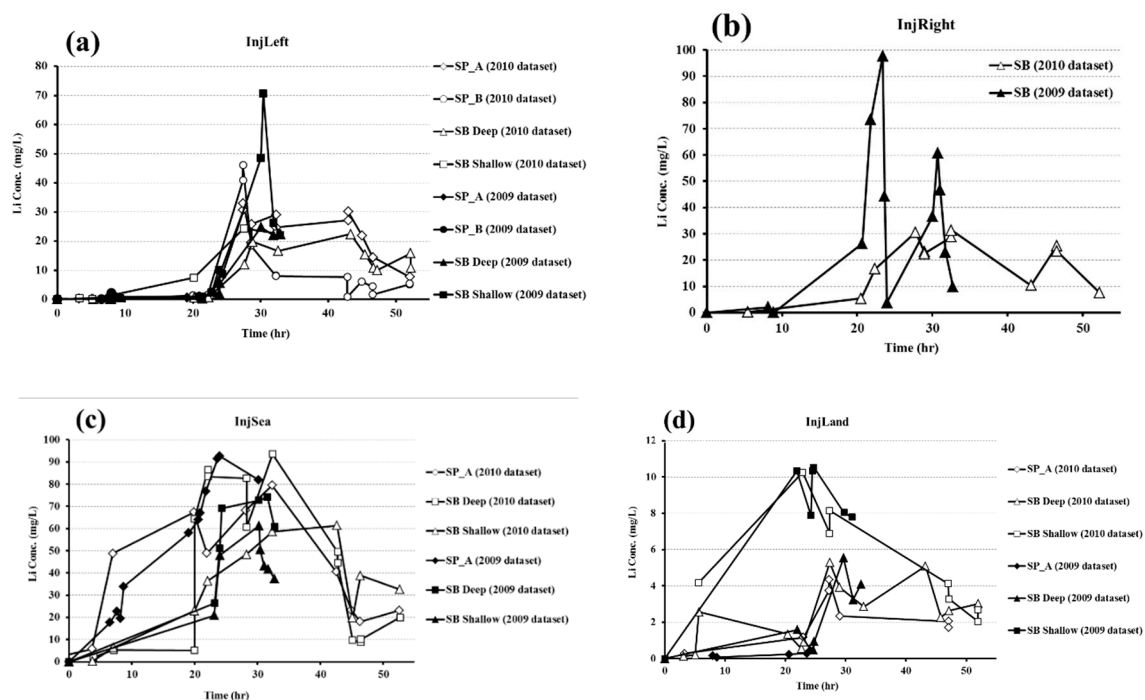 (a)
InjLeft
80
70
60
50
40
30
20
10
0
Li Conc. (mg/L)
0 10 20 30 40 50
Time (hr)
SP_A (2010 dataset)
SP_B (2010 dataset)
SB Deep (2010 dataset)
SB Shallow (2010 dataset)
SP_A (2009 dataset)
SP_B (2009 dataset)
SB Deep (2009 dataset)
SB Shallow (2009 dataset)
(b)
InjRight
100
90
80
70
60
50
40
30
20
10
0
Li Conc. (mg/L)
0 10 20 30 40 50
Time (hr)
SB (2010 dataset)
SB (2009 dataset)
(c)
InjSea
100
90
80
70
60
50
40
30
20
10
0
Li Conc. (mg/L)
0 10 20 30 40 50
Time (hr)
SP_A (2010 dataset)
SB Deep (2010 dataset)
SB Shallow (2010 dataset)
SP_A (2009 dataset)
SB Deep (2009 dataset)
SB Shallow (2009 dataset)
(d)
InjLand
12
10
8
6
4
2
0
Li Conc. (mg/L)
0 10 20 30 40 50
Time (hr)
SP_A (2010 dataset)
SB Deep (2010 dataset)
SB Shallow (2010 dataset)
SP_A (2009 dataset)
SB Deep (2009 dataset)
SB Shallow (2009 dataset)